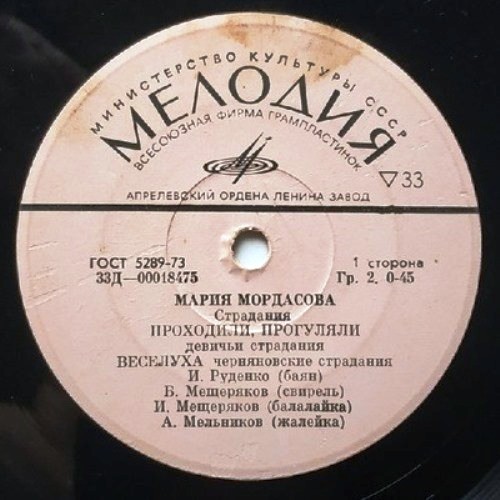 МИНИСТЕРСТВО КУЛЬТУРЫ СССР
МЕЛОДИЯ
ВСЕСОЮЗНАЯ ФИРМА ГРАМПЛАСТИНОК
▽33
АПРЕЛЕВСКИЙ ОРДЕНА ЛЕНИНА ЗАВОД
ГОСТ 5289-73
1 сторона
33Д—00018475
Гр. 2. 0-45
МАРИЯ МОРДАСОВА
Страдания
ПРОХОДИЛИ, ПРОГУЛЯЛИ
девичьи страдания
ВЕСЕЛУХА черняновские страдания
И. Руденко (баян)
Б. Мещеряков (свирель)
И. Мещеряков (балалайка)
А. Мельников (жалейка)